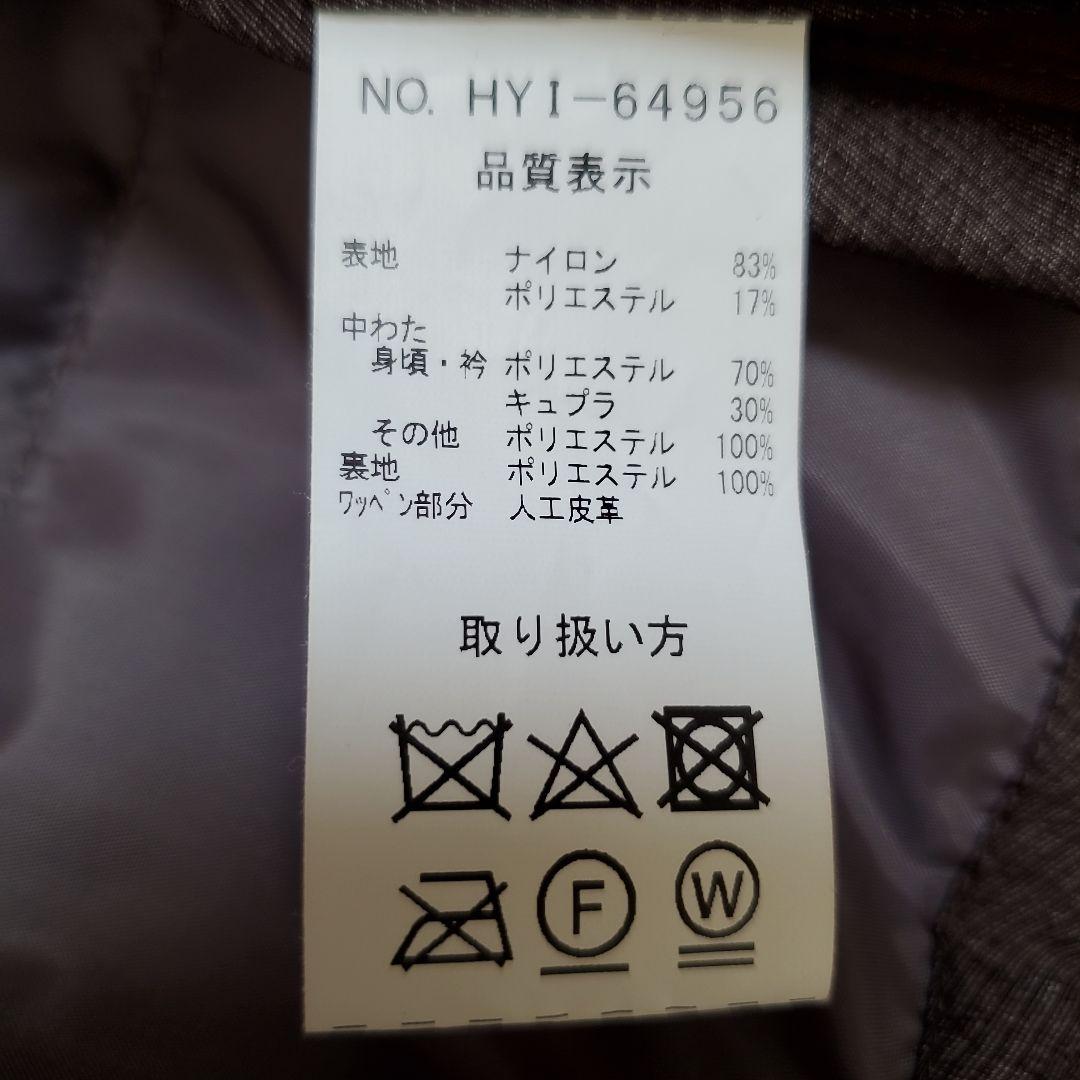 NO. HYI-64956
品質表示
表地 ナイロン 83%
ポリエステル 17%
中わた
身頃・衿 ポリエステル 70%
キュプラ 30%
その他 ポリエステル 100%
裏地 ポリエステル 100%
ﾜｯﾍﾟﾝ部分 人工皮革
取り扱い方
F W